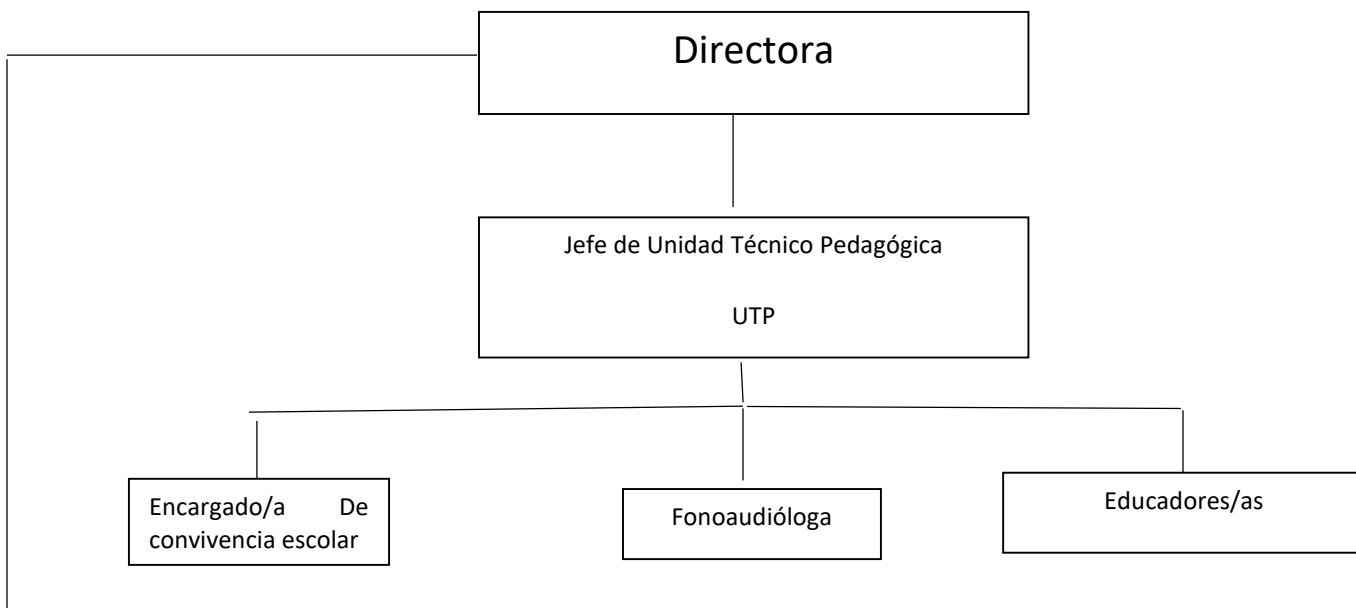 Directora
Jefe de Unidad Técnico Pedagógica
UTP
Encargado/a De
convivencia escolar
Fonoaudióloga
Educadores/as